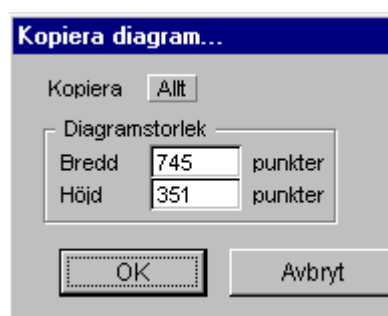 Kopiera diagram...
Kopiera Allt
Diagramstorlek
Bredd 745 punkter
Höjd 351 punkter
OK Avbryt